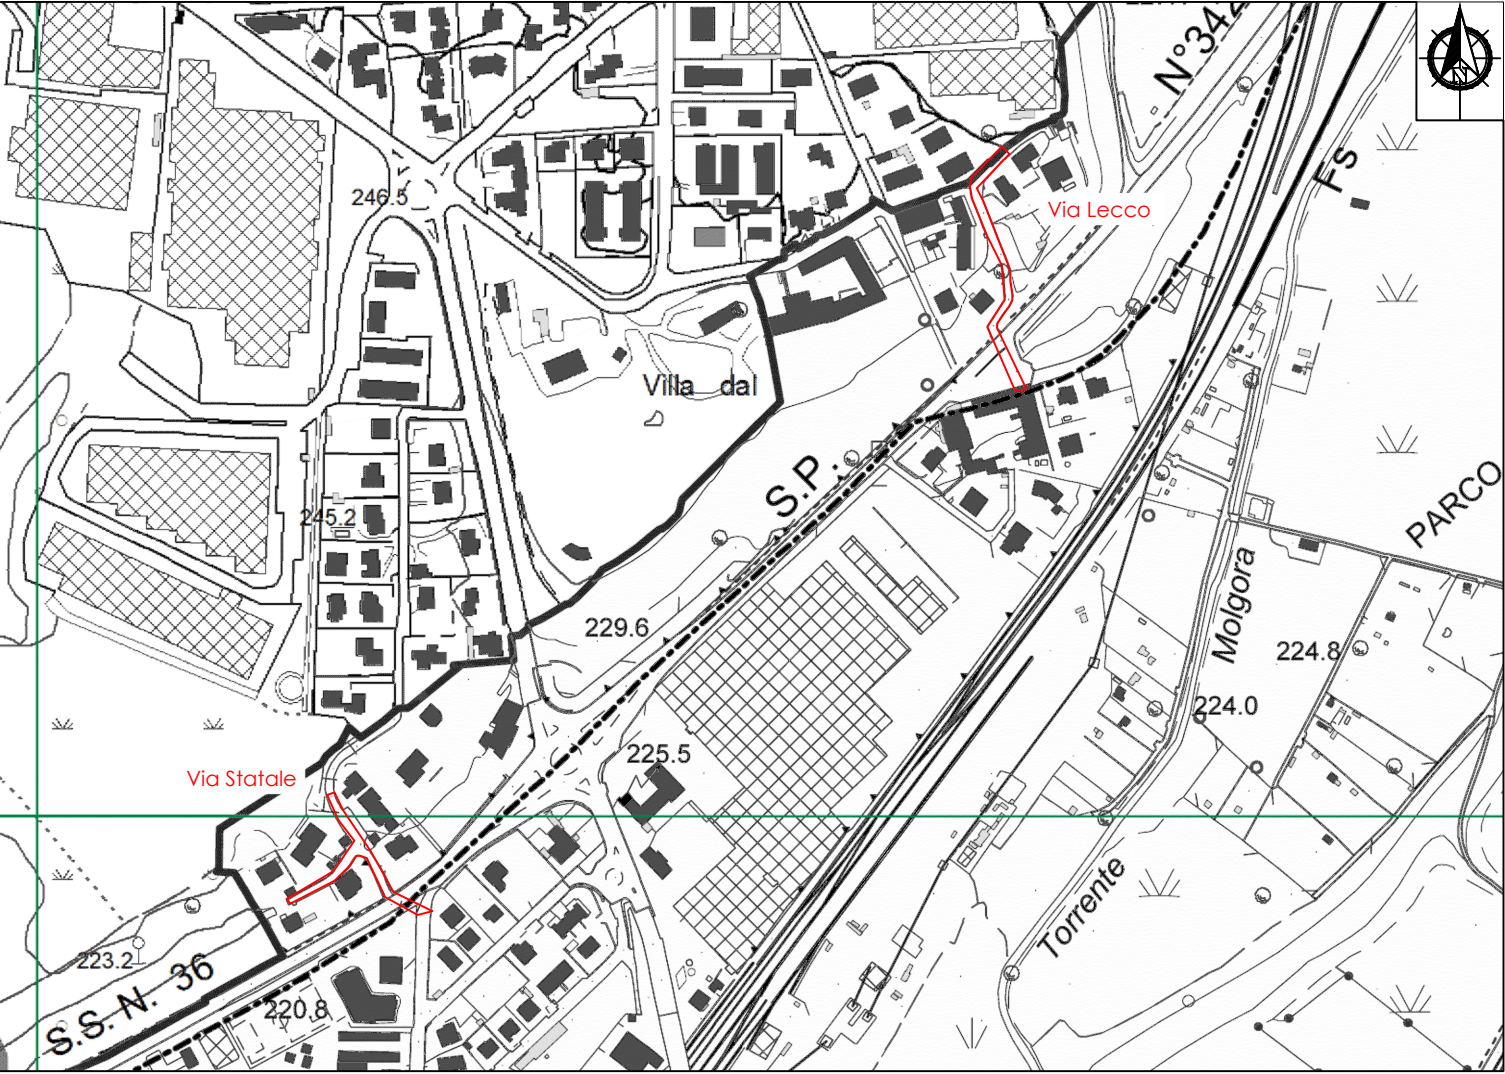 N°342
N
Fs
246.5
Via Lecco
Villa dal
S.P.
PARCO
245.2
Molgora
229.6
224.8
224.0
225.5
Via Statale
Torrente
223.2
S.S. N. 36
220.8